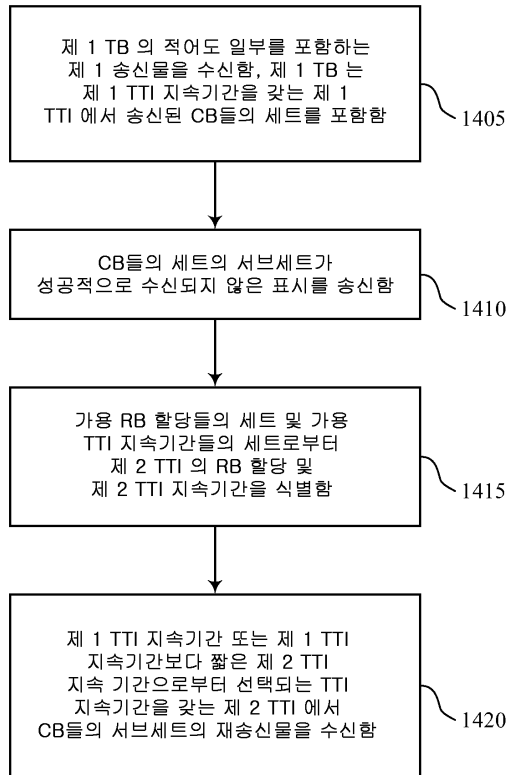 제 1 TB 의 적어도 일부를 포함하는
제 1 송신물을 수신함, 제 1 TB 는
제 1 TTI 지속기간을 갖는 제 1
TTI 에서 송신된 CB들의 세트를 포함함
1405
CB들의 세트의 서브세트가
성공적으로 수신되지 않은 표시를 송신함
1410
가용 RB 할당들의 세트 및 가용
TTI 지속기간들의 세트로부터
제 2 TTI 의 RB 할당 및
제 2 TTI 지속기간을 식별함
1415
제 1 TTI 지속기간 또는 제 1 TTI
지속기간보다 짧은 제 2 TTI
지속 기간으로부터 선택되는 TTI
지속기간을 갖는 제 2 TTI 에서
CB들의 서브세트의 재송신물을 수신함
1420